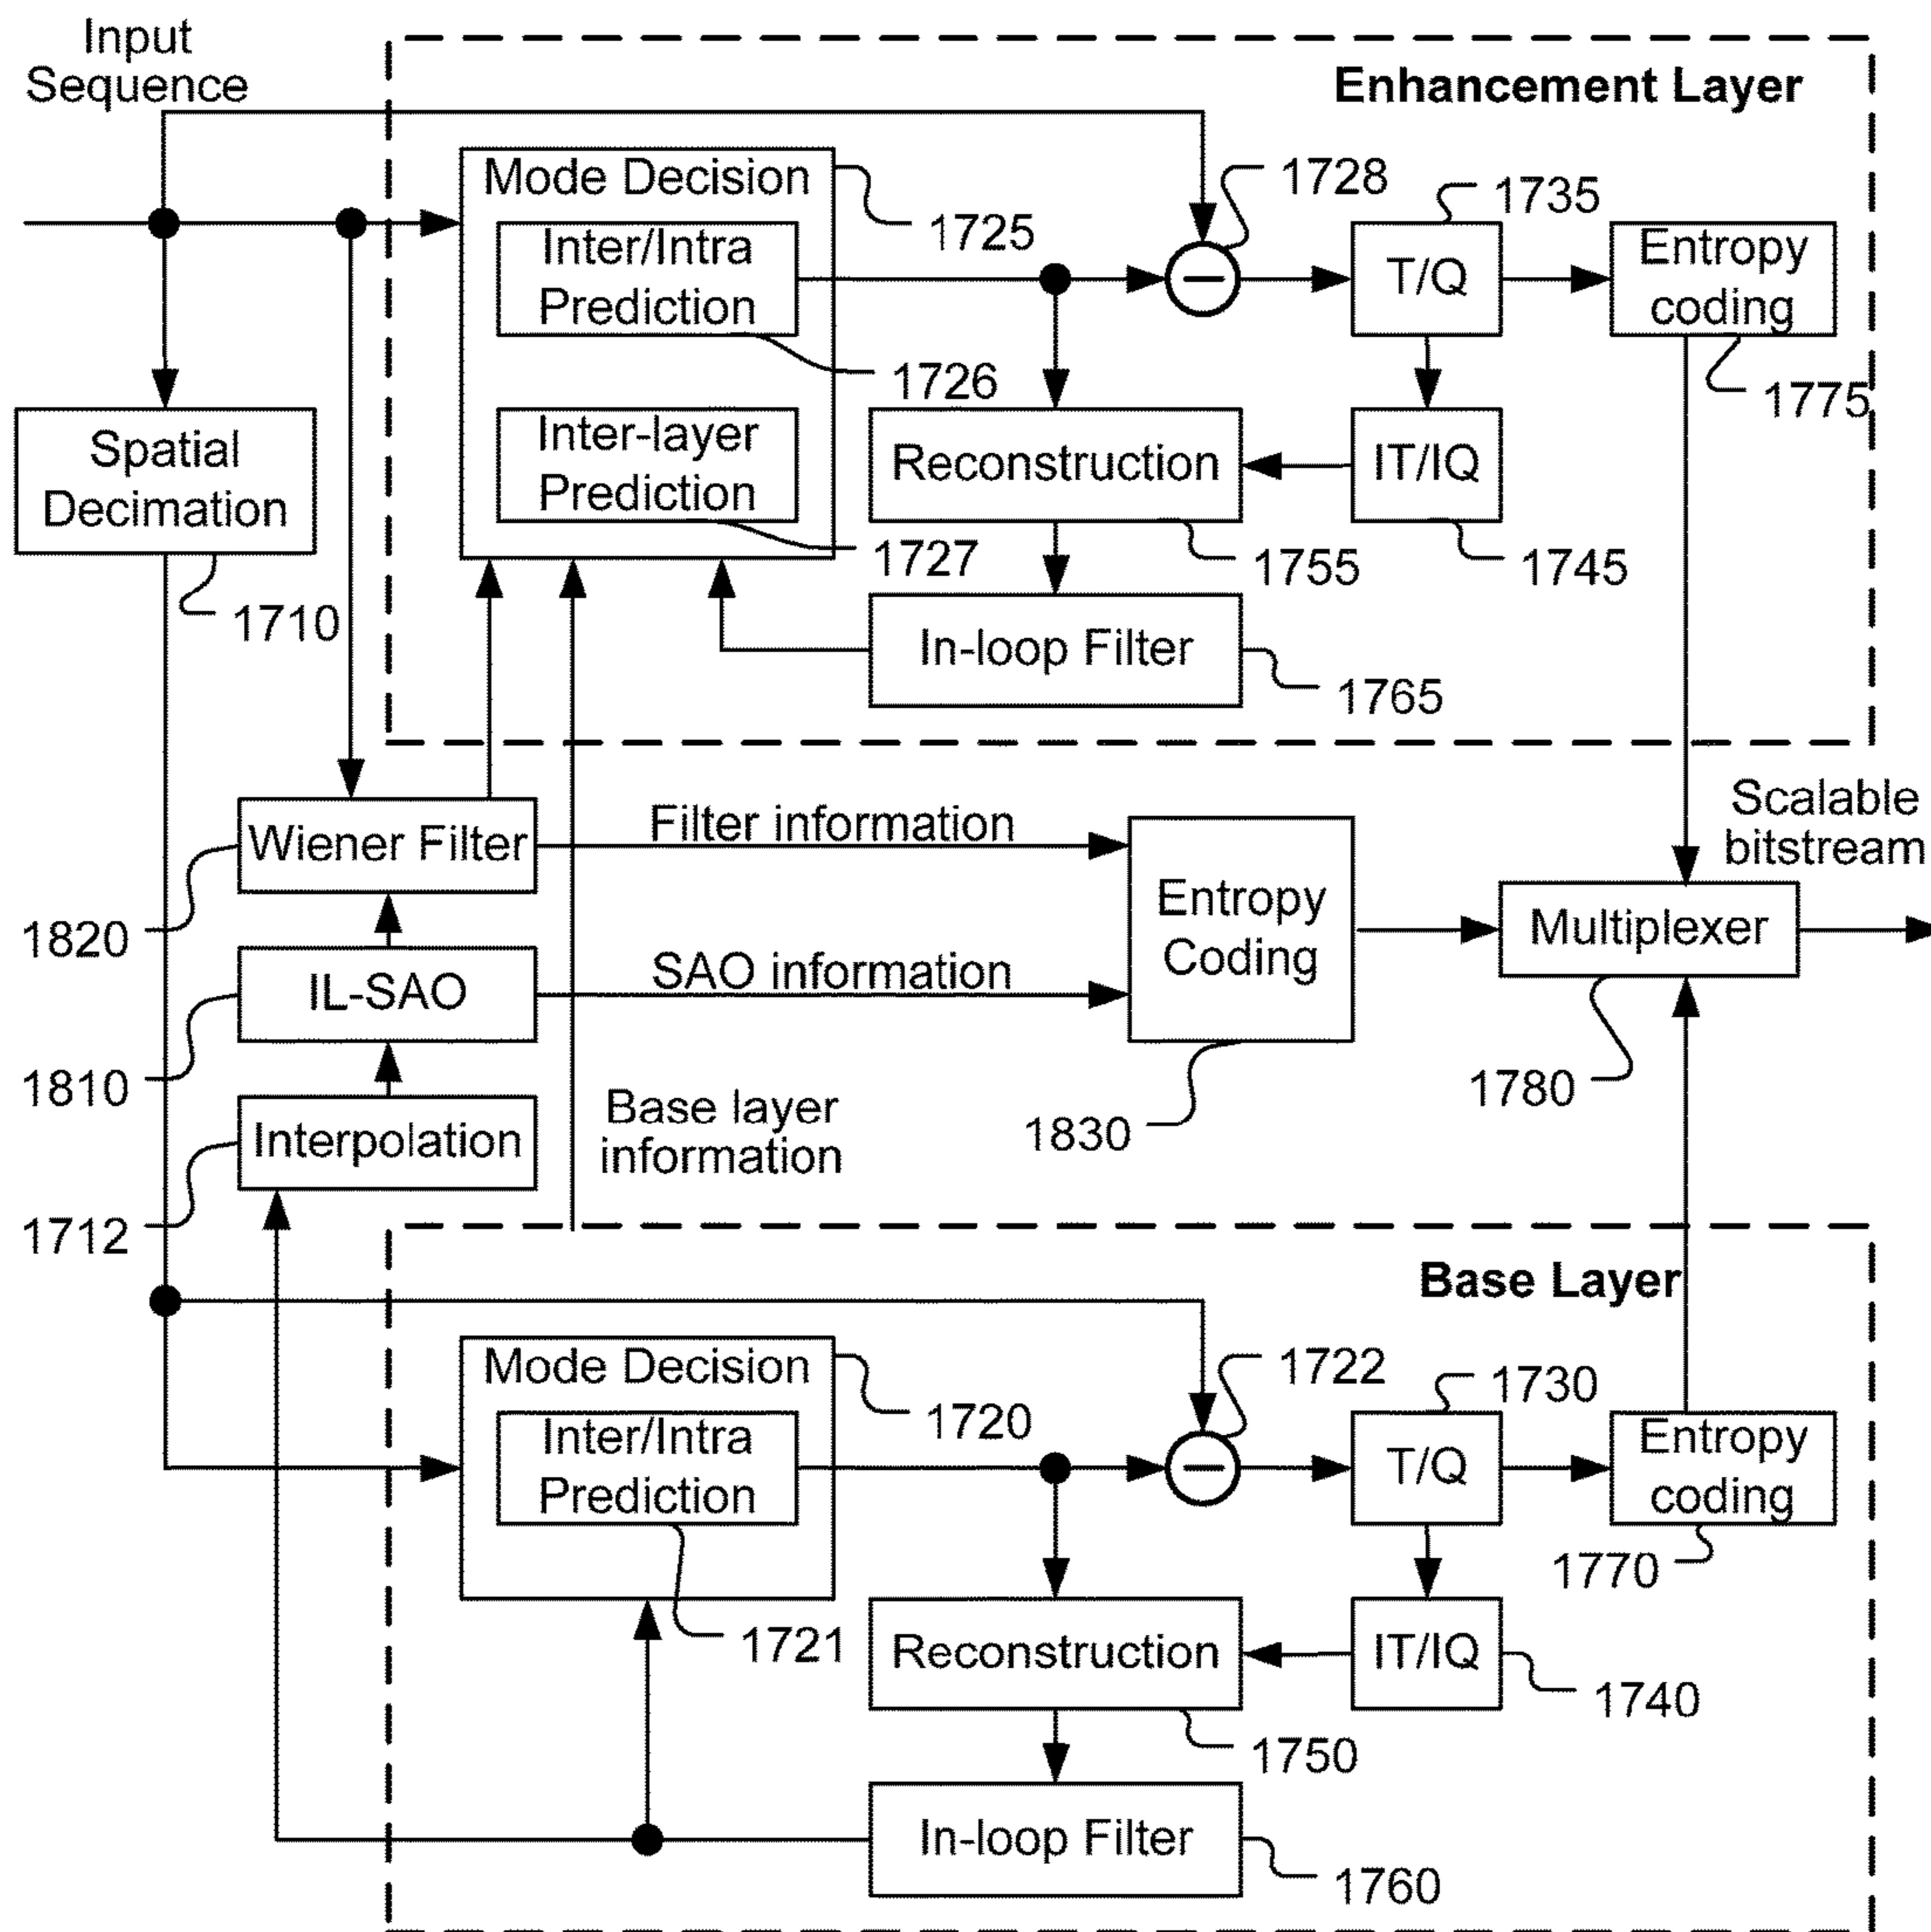 Input
Sequence
Enhancement Layer
Mode Decision
1725
Inter/Intra
Prediction
1726
Inter-layer
Prediction
1727
1728
1735
T/Q
Entropy
coding
1775
Spatial
Decimation
1710
Reconstruction
1755
IT/IQ
1745
In-loop Filter
1765
Wiener Filter
1820
Filter information
IL-SAO
1810
SAO information
Entropy
Coding
1830
Scalable
bitstream
Multiplexer
1780
Interpolation
1712
Base layer
information
Base Layer
Mode Decision
1720
Inter/Intra
Prediction
1721
1722
1730
T/Q
Entropy
coding
1770
Reconstruction
1750
IT/IQ
1740
In-loop Filter
1760